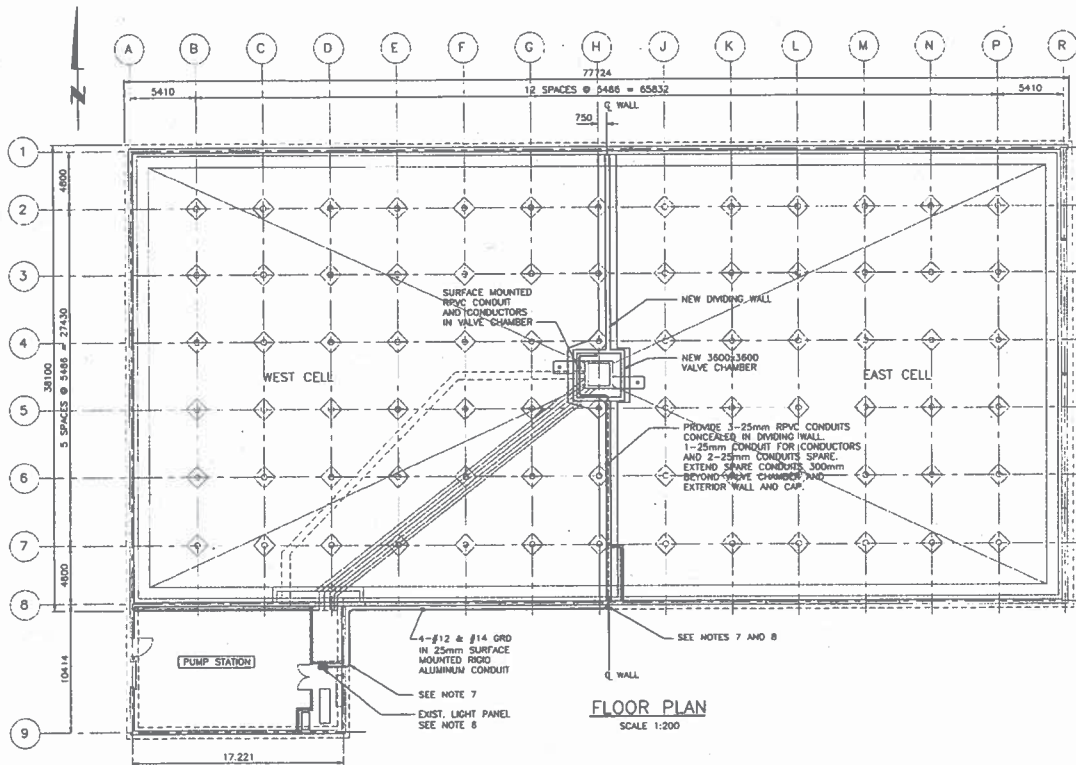 A B C D E F G H J K L M N P R
77724
5410 12 SPACES @ 5486 = 65832 5410
℄ WALL
750
N
1
2
3
4
5
6
7
8
9
4800
5 SPACES @ 5486 = 27430
38100
4800
10414
SURFACE MOUNTED
RPVC CONDUIT
AND CONDUCTORS
IN VALVE CHAMBER
NEW DIVIDING WALL
NEW 3600x3600
VALVE CHAMBER
WEST CELL
EAST CELL
PROVIDE 3-25mm RPVC CONDUITS
CONCEALED IN DIVIDING WALL.
1-25mm CONDUIT FOR CONDUCTORS
AND 2-25mm CONDUITS SPARE.
EXTEND SPARE CONDUITS 300mm
BEYOND VALVE CHAMBER AND
EXTERIOR WALL AND CAP.
4-#12 & #14 GRD
IN 25mm SURFACE
MOUNTED RIGID
ALUMINUM CONDUIT
SEE NOTES 7 AND 8
PUMP STATION
SEE NOTE 7
EXIST. LIGHT PANEL
SEE NOTE 6
℄ WALL
FLOOR PLAN
SCALE 1:200
17.221